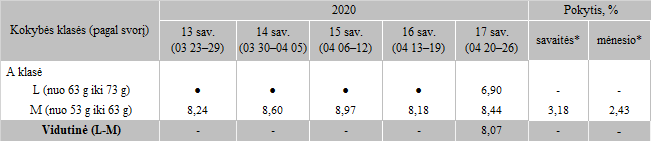 Kokybės klasės (pagal svorį) 2020 Pokytis, %
13 sav. (03 23–29) 14 sav. (03 30–04 05) 15 sav. (04 06–12) 16 sav. (04 13–19) 17 sav. (04 20–26) savaitės* mėnesio*
A klasė
L (nuo 63 g iki 73 g) ● ● ● ● 6,90 - -
M (nuo 53 g iki 63 g) 8,24 8,60 8,97 8,18 8,44 3,18 2,43
Vidutinė (L-M) - - - - 8,07 - -